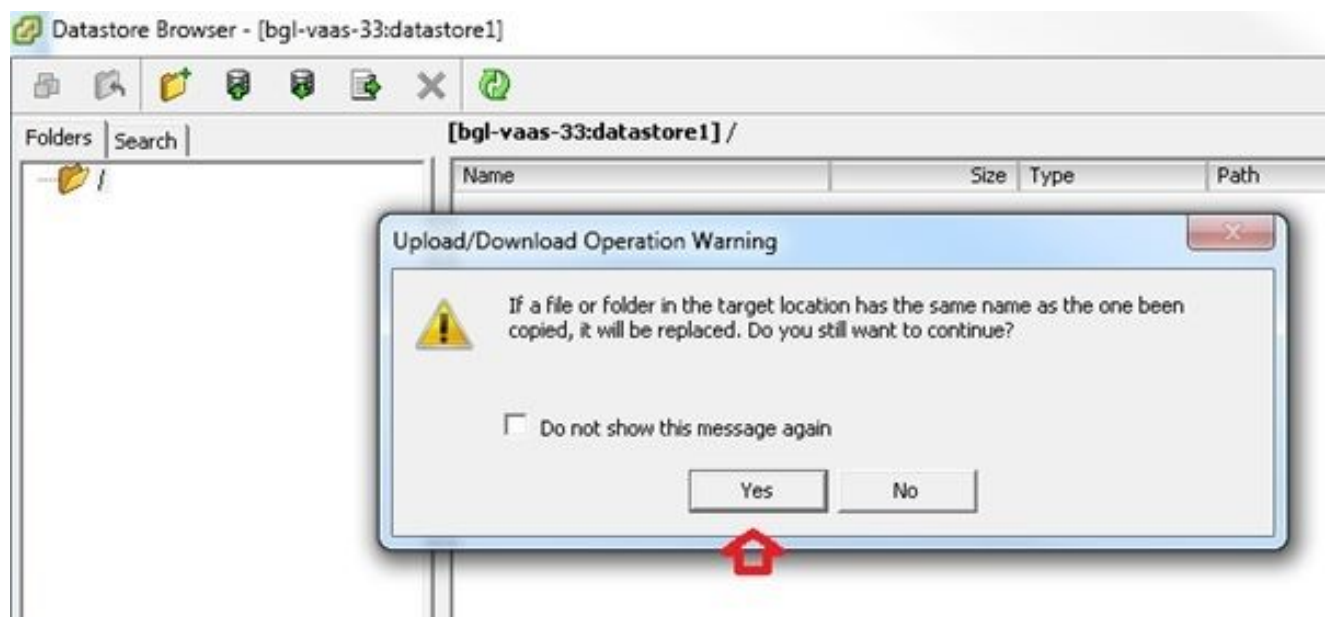 Datastore Browser - [bgl-vaas-33:datastore1]
Folders Search
[bgl-vaas-33:datastore1] /
/
Name Size Type Path
Upload/Download Operation Warning
If a file or folder in the target location has the same name as the one been
copied, it will be replaced. Do you still want to continue?
Do not show this message again
Yes No